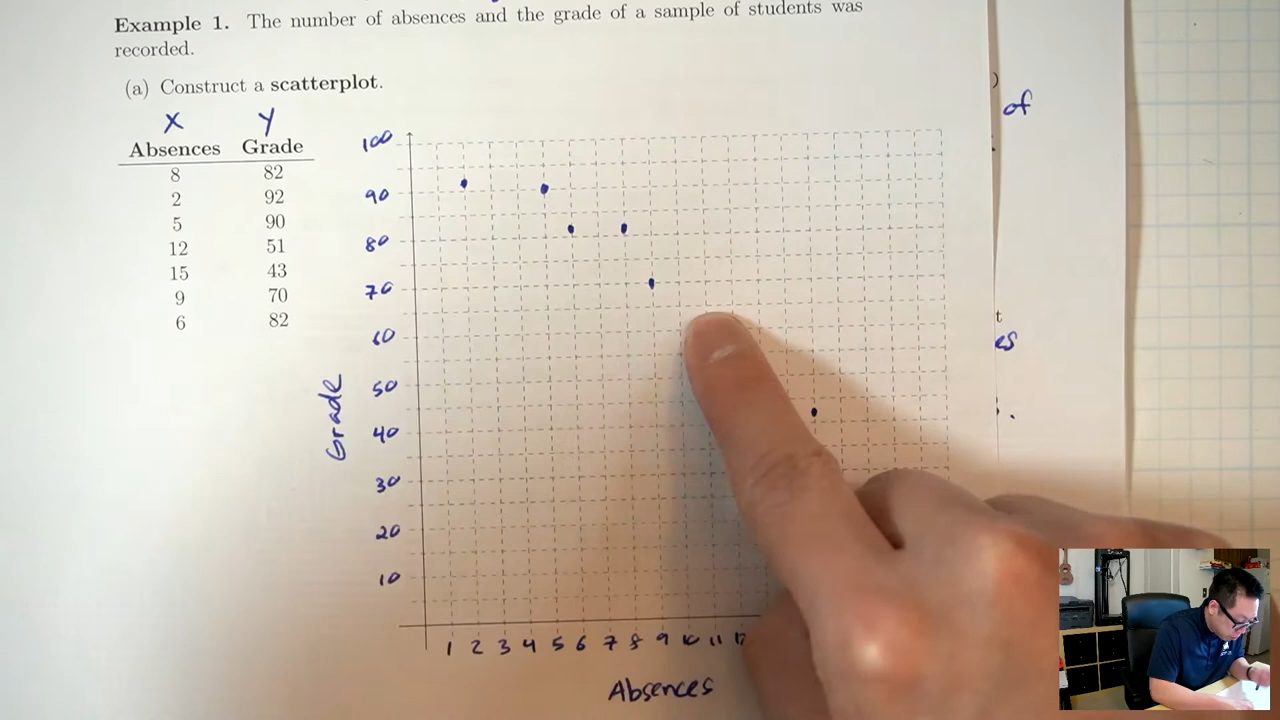 Example 1. The number of absences and the grade of a sample of students was
recorded.
(a) Construct a scatterplot.
X Y
Absences Grade
8 82
2 92
5 90
12 51
15 43
9 70
6 82
100
90
80
70
60
50
40
30
20
10
Grade
1 2 3 4 5 6 7 8 9 10 11 12
Absences
)
of
t
es